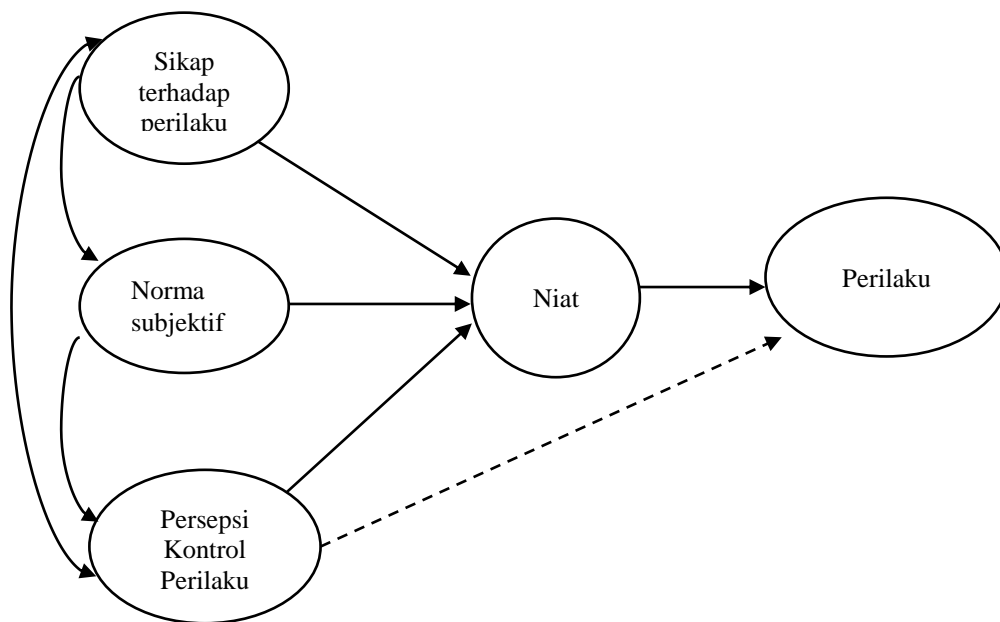 Sikap
terhadap
perilaku
Norma
subjektif
Persepsi
Kontrol
Perilaku
Niat
Perilaku